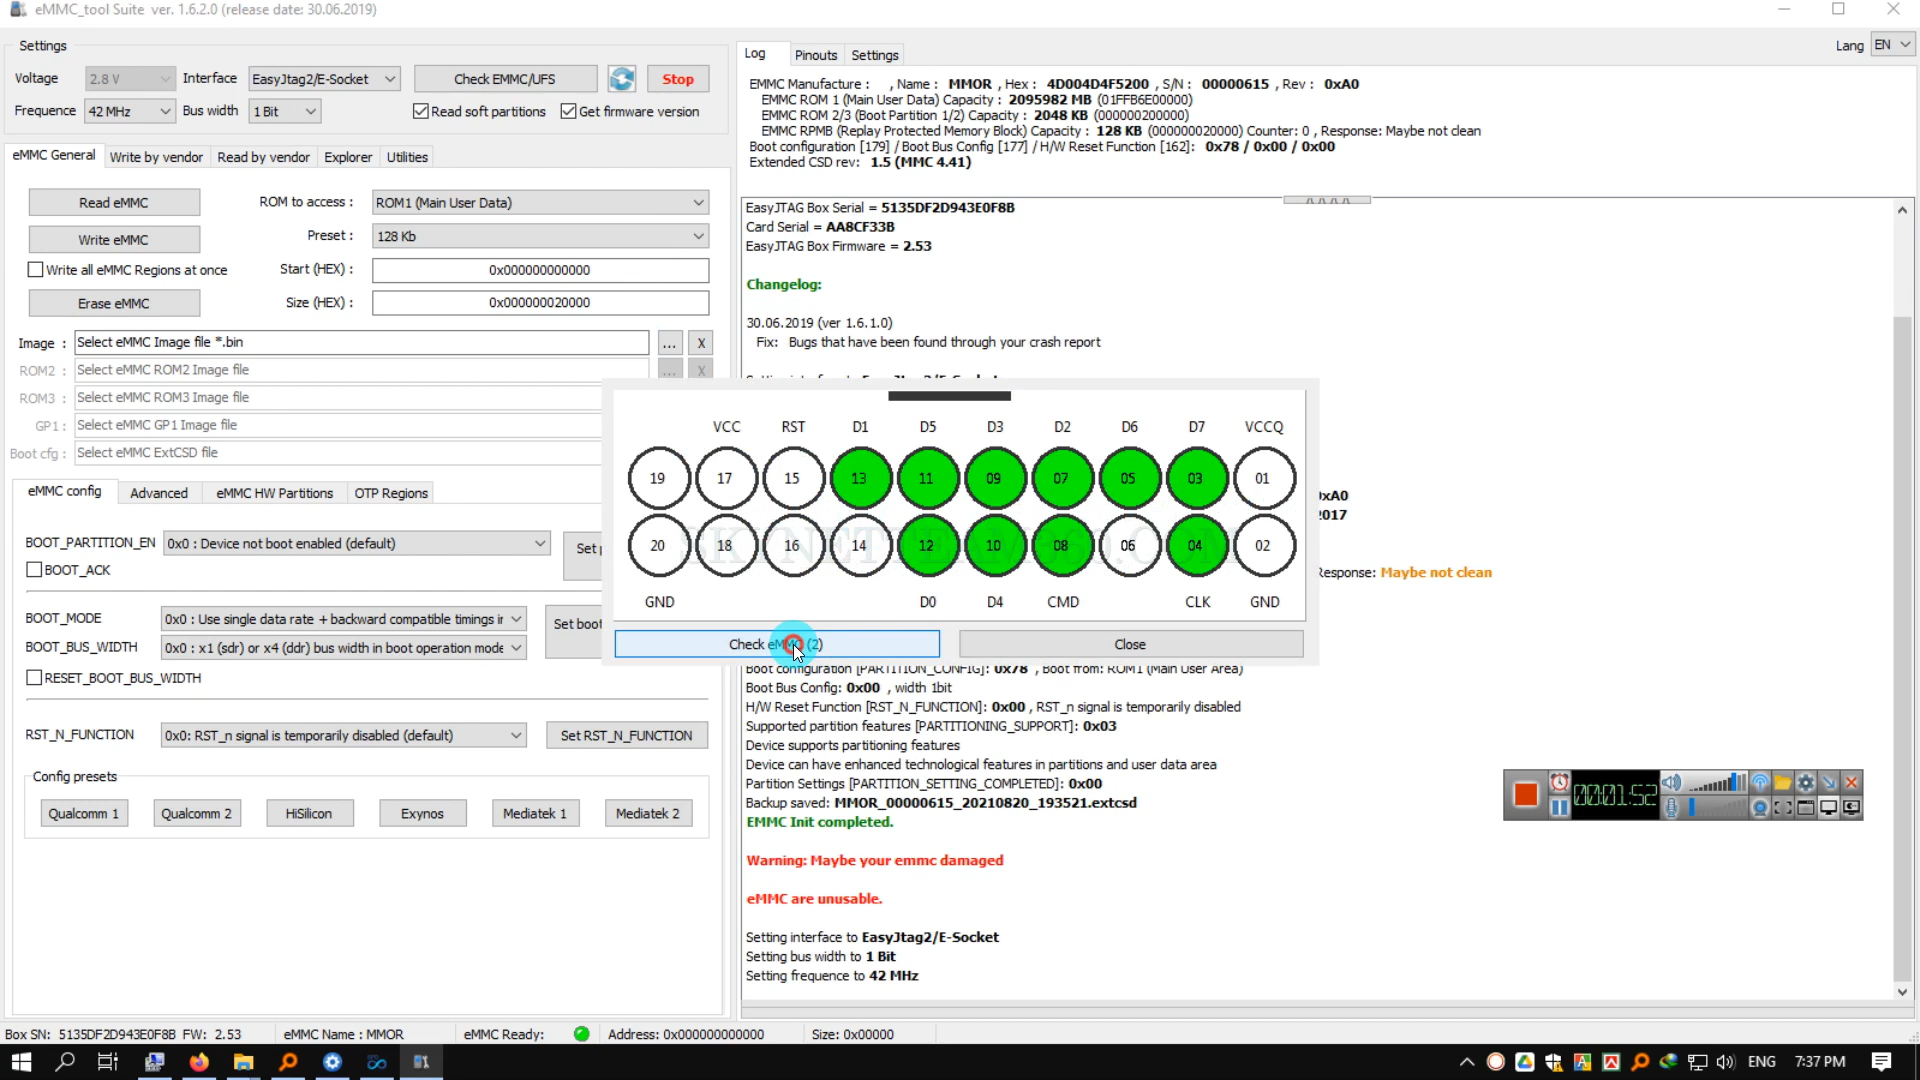 eMMC_tool Suite ver. 1.6.2.0 (release date: 30.06.2019)
Settings
Voltage 2.8 V Interface EasyJtag2/E-Socket Check EMMC/UFS Stop
Frequence 42 MHz Bus width 1 Bit Read soft partitions Get firmware version
eMMC General Write by vendor Read by vendor Explorer Utilities
Read eMMC ROM to access : ROM1 (Main User Data)
Write eMMC Preset : 128 Kb
Write all eMMC Regions at once Start (HEX) : 0x000000000000
Erase eMMC Size (HEX) : 0x000000020000
Image : Select eMMC Image file *.bin ... X
ROM2 : Select eMMC ROM2 Image file ... X
ROM3 : Select eMMC ROM3 Image file
GP1 : Select eMMC GP1 Image file
Boot cfg : Select eMMC ExtCSD file
eMMC config Advanced eMMC HW Partitions OTP Regions
BOOT_PARTITION_EN 0x0 : Device not boot enabled (default)
BOOT_ACK
BOOT_MODE 0x0 : Use single data rate + backward compatible timings ir
Set boot
BOOT_BUS_WIDTH 0x0 : x1 (sdr) or x4 (ddr) bus width in boot operation mode
RESET_BOOT_BUS_WIDTH
RST_N_FUNCTION 0x0: RST_n signal is temporarily disabled (default) Set RST_N_FUNCTION
Config presets
Qualcomm 1 Qualcomm 2 HiSilicon Exynos Mediatek 1 Mediatek 2
Log Pinouts Settings
Lang EN
EMMC Manufacture : , Name : MMOR , Hex : 4D004D4F5200 , S/N : 00000615 , Rev : 0xA0
EMMC ROM 1 (Main User Data) Capacity : 2095982 MB (01FFB6E00000)
EMMC ROM 2/3 (Boot Partition 1/2) Capacity : 2048 KB (000000200000)
EMMC RPMB (Replay Protected Memory Block) Capacity : 128 KB (000000020000) Counter: 0 , Response: Maybe not clean
Boot configuration [179] / Boot Bus Config [177] / H/W Reset Function [162]: 0x78 / 0x00 / 0x00
Extended CSD rev: 1.5 (MMC 4.41)
EasyJTAG Box Serial = 5135DF2D943E0F8B
Card Serial = AA8CF33B
EasyJTAG Box Firmware = 2.53
Changelog:
30.06.2019 (ver 1.6.1.0)
Fix: Bugs that have been found through your crash report
VCC RST D1 D5 D3 D2 D6 D7 VCCQ
19 17 15 13 11 09 07 05 03 01
20 18 16 14 12 10 08 06 04 02
SKYNETTEAM360.COM
GND D0 D4 CMD CLK GND
Check eMMC (2) Close
0xA0
2017
Response: Maybe not clean
Boot configuration [PARTITION_CONFIG]: 0x78 , Boot from: ROM1 (Main User Area)
Boot Bus Config: 0x00 , width 1bit
H/W Reset Function [RST_N_FUNCTION]: 0x00 , RST_n signal is temporarily disabled
Supported partition features [PARTITIONING_SUPPORT]: 0x03
Device supports partitioning features
Device can have enhanced technological features in partitions and user data area
Partition Settings [PARTITION_SETTING_COMPLETED]: 0x00
Backup saved: MMOR_00000615_20210820_193521.extcsd
EMMC Init completed.
Warning: Maybe your emmc damaged
eMMC are unusable.
Setting interface to EasyJtag2/E-Socket
Setting bus width to 1 Bit
Setting frequence to 42 MHz
00:01:52
Box SN: 5135DF2D943E0F8B FW: 2.53 eMMC Name : MMOR eMMC Ready: Address: 0x000000000000 Size: 0x00000
ENG 7:37 PM